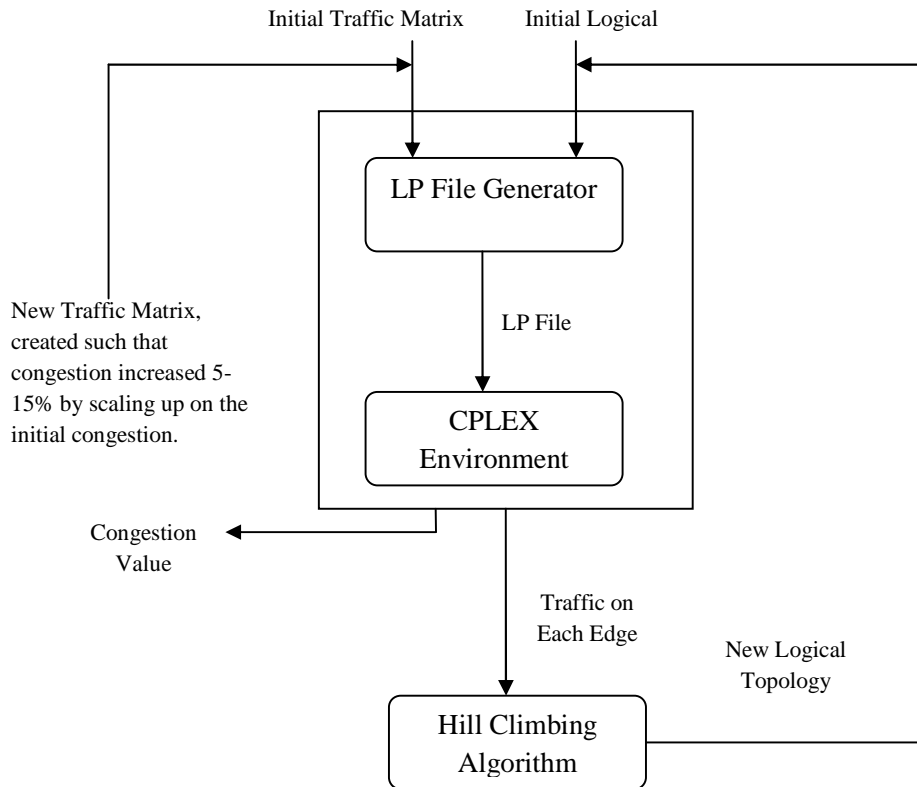 Initial Traffic Matrix
Initial Logical
LP File Generator
New Traffic Matrix,
created such that
congestion increased 5-
15% by scaling up on the
initial congestion.
LP File
CPLEX
Environment
Congestion
Value
Traffic on
Each Edge
New Logical
Topology
Hill Climbing
Algorithm